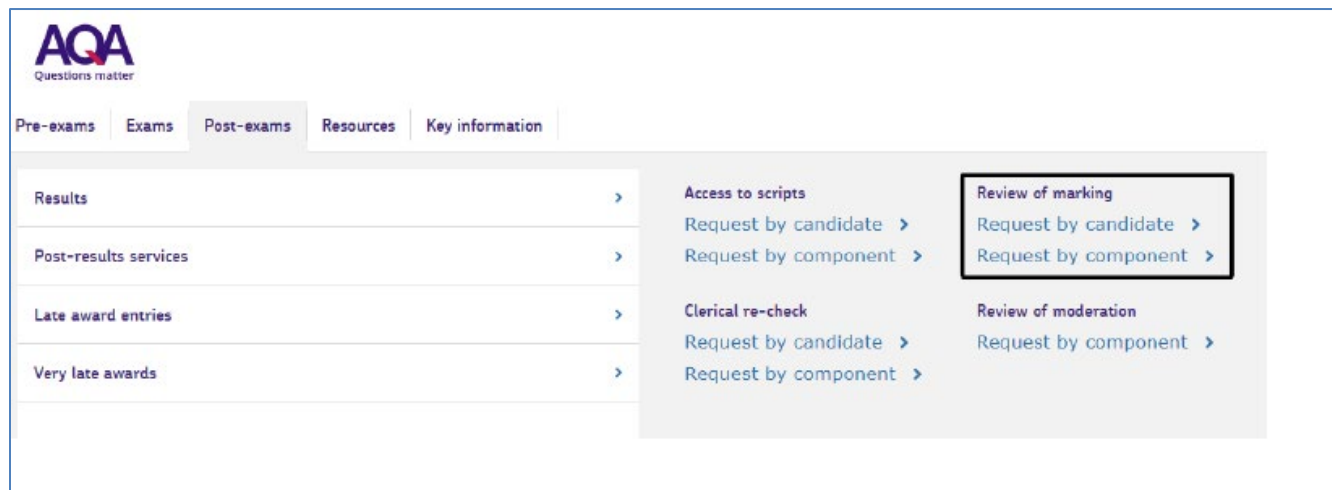 AQA
Questions matter
Pre-exams Exams Post-exams Resources Key information
Results
Post-results services
Late award entries
Very late awards
Access to scripts
Request by candidate
Request by component
Review of marking
Request by candidate
Request by component
Clerical re-check
Request by candidate
Request by component
Review of moderation
Request by component